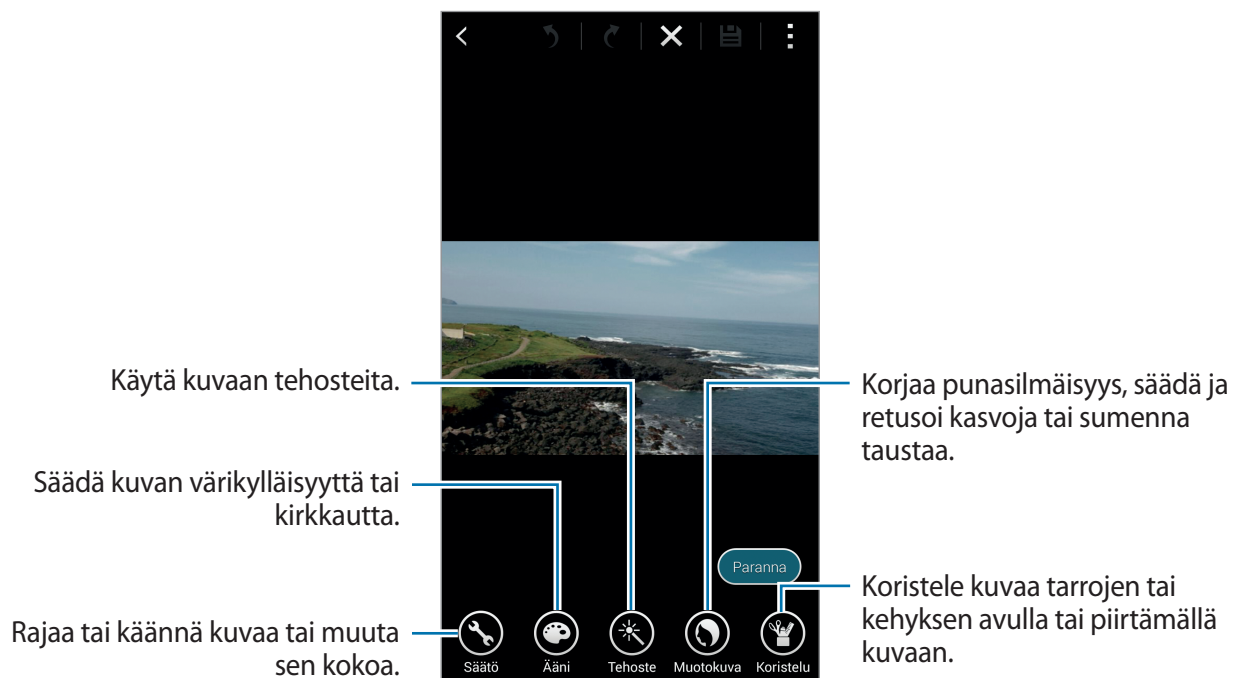 Käytä kuvaan tehosteita.
Säädä kuvan värikylläisyyttä tai
kirkkautta.
Rajaa tai käännä kuvaa tai muuta
sen kokoa.
Korjaa punasilmäisyys, säädä ja
retusoi kasvoja tai sumenna
taustaa.
Koristele kuvaa tarrojen tai
kehyksen avulla tai piirtämällä
kuvaan.
Paranna
Säätö Ääni Tehoste Muotokuva Koristelu